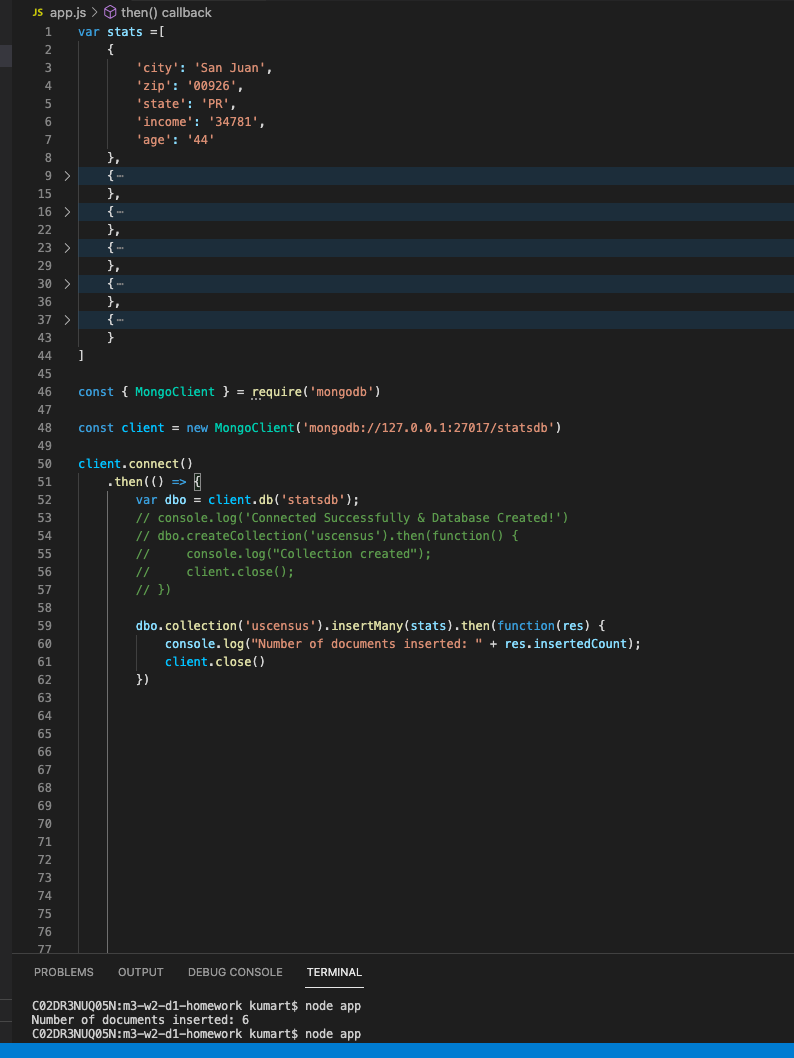 JS app.js > then() callback
1 var stats =[
2 {
3 'city': 'San Juan',
4 'zip': '00926',
5 'state': 'PR',
6 'income': '34781',
7 'age': '44'
8 },
9 > {⋯
15 },
16 > {⋯
22 },
23 > {⋯
29 },
30 > {⋯
36 },
37 > {⋯
43 }
44 ]
45
46 const { MongoClient } = require('mongodb')
47
48 const client = new MongoClient('mongodb://127.0.0.1:27017/statsdb')
49
50 client.connect()
51 .then(() => {
52 var dbo = client.db('statsdb');
53 // console.log('Connected Successfully & Database Created!')
54 // dbo.createCollection('uscensus').then(function() {
55 // console.log("Collection created");
56 // client.close();
57 // })
58
59 dbo.collection('uscensus').insertMany(stats).then(function(res) {
60 console.log("Number of documents inserted: " + res.insertedCount);
61 client.close()
62 })
63
64
65
66
67
68
69
70
71
72
73
74
75
76
77
PROBLEMS OUTPUT DEBUG CONSOLE TERMINAL
C02DR3NUQ05N:m3-w2-d1-homework kumart$ node app
Number of documents inserted: 6
C02DR3NUQ05N:m3-w2-d1-homework kumart$ node app